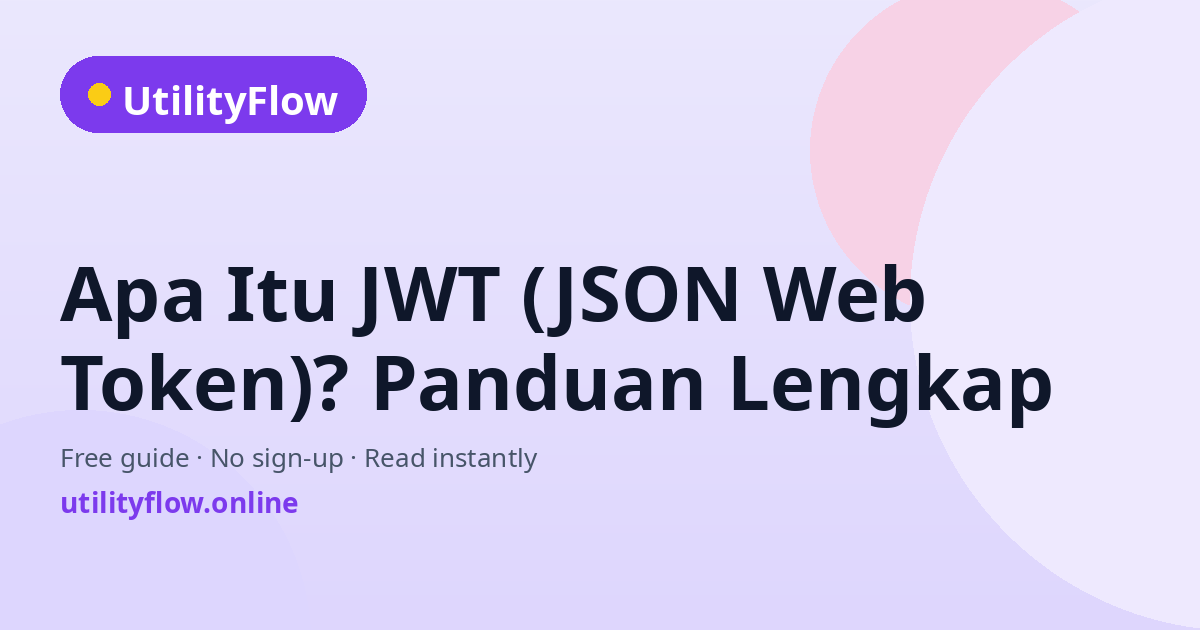 UtilityFlow
Apa Itu JWT (JSON Web
Token)? Panduan Lengkap
Free guide · No sign-up · Read instantly
utilityflow.online